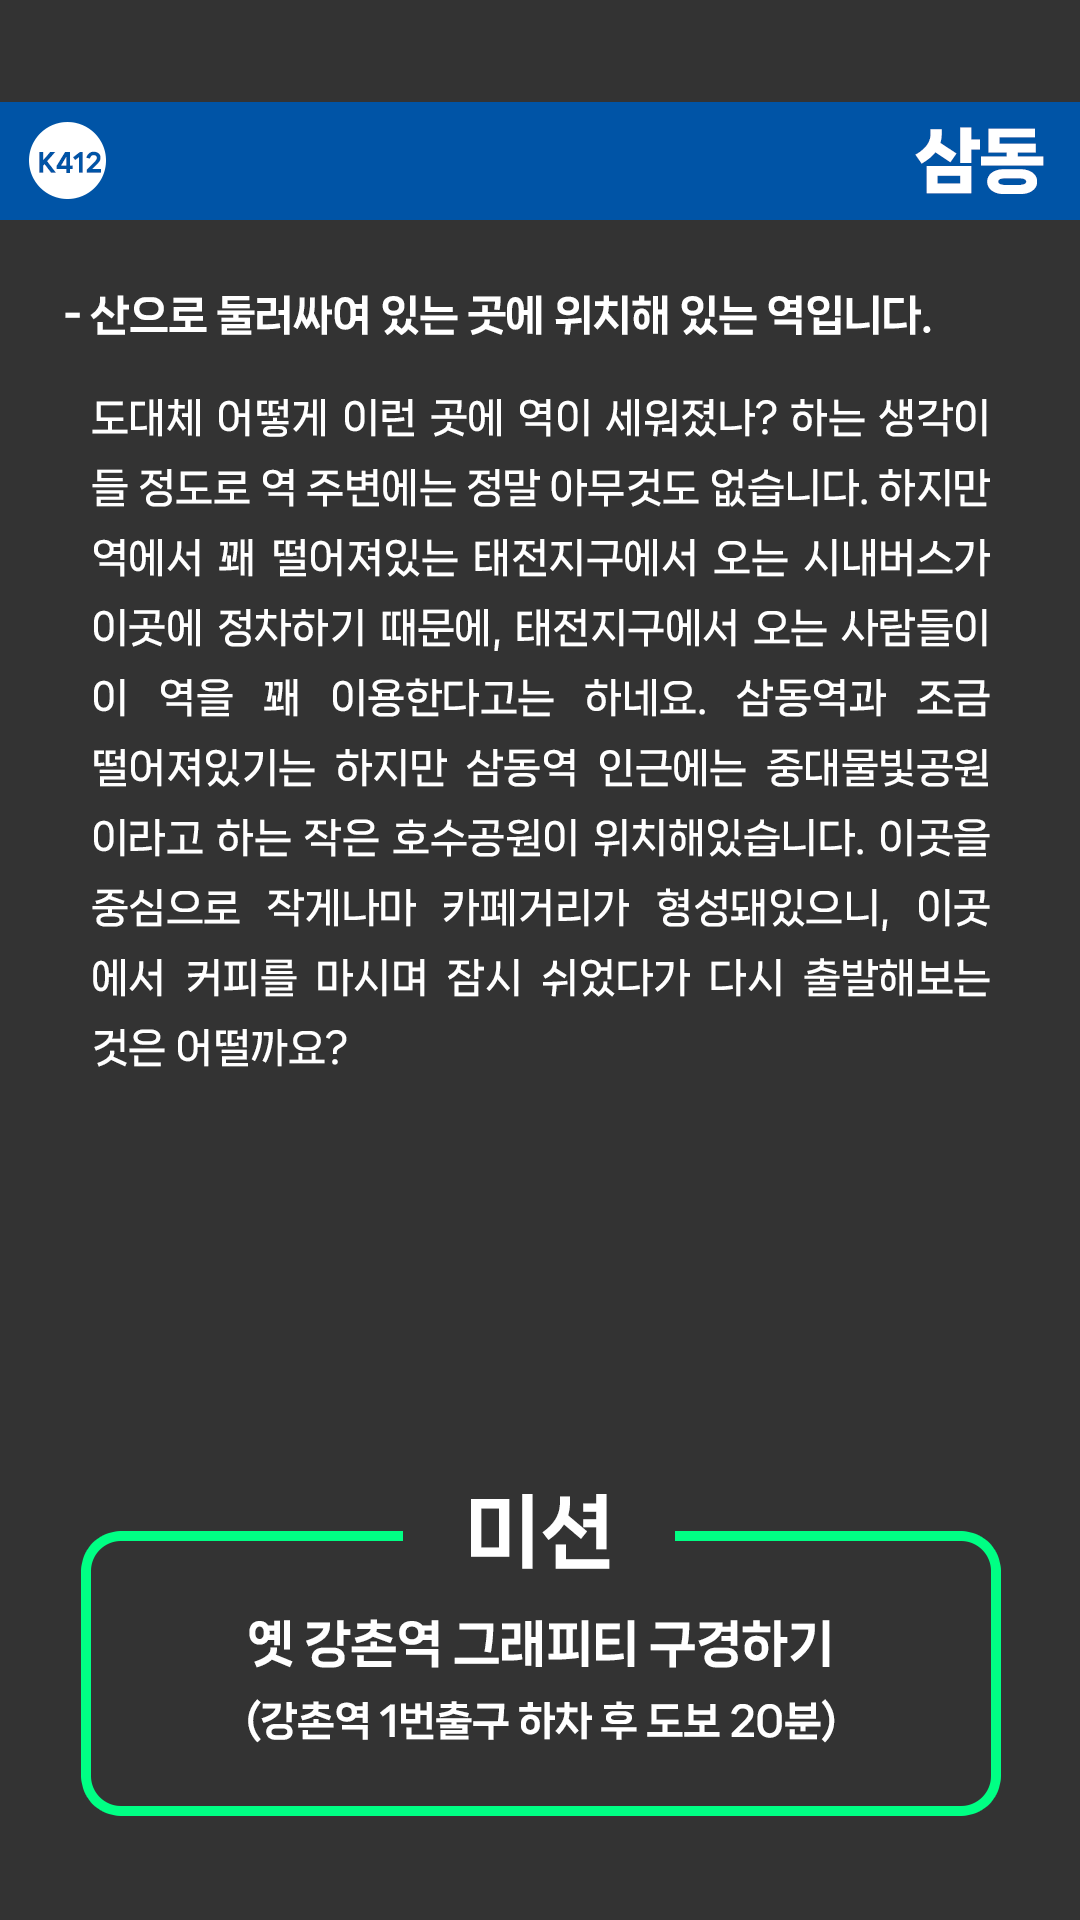 K412
삼동
- 산으로 둘러싸여 있는 곳에 위치해 있는 역입니다.
도대체 어떻게 이런 곳에 역이 세워졌나? 하는 생각이
들 정도로 역 주변에는 정말 아무것도 없습니다. 하지만
역에서 꽤 떨어져있는 태전지구에서 오는 시내버스가
이곳에 정차하기 때문에, 태전지구에서 오는 사람들이
이 역을 꽤 이용한다고는 하네요. 삼동역과 조금
떨어져있기는 하지만 삼동역 인근에는 중대물빛공원
이라고 하는 작은 호수공원이 위치해있습니다. 이곳을
중심으로 작게나마 카페거리가 형성돼있으니, 이곳
에서 커피를 마시며 잠시 쉬었다가 다시 출발해보는
것은 어떨까요?
미션
옛 강촌역 그래피티 구경하기
(강촌역 1번출구 하차 후 도보 20분)